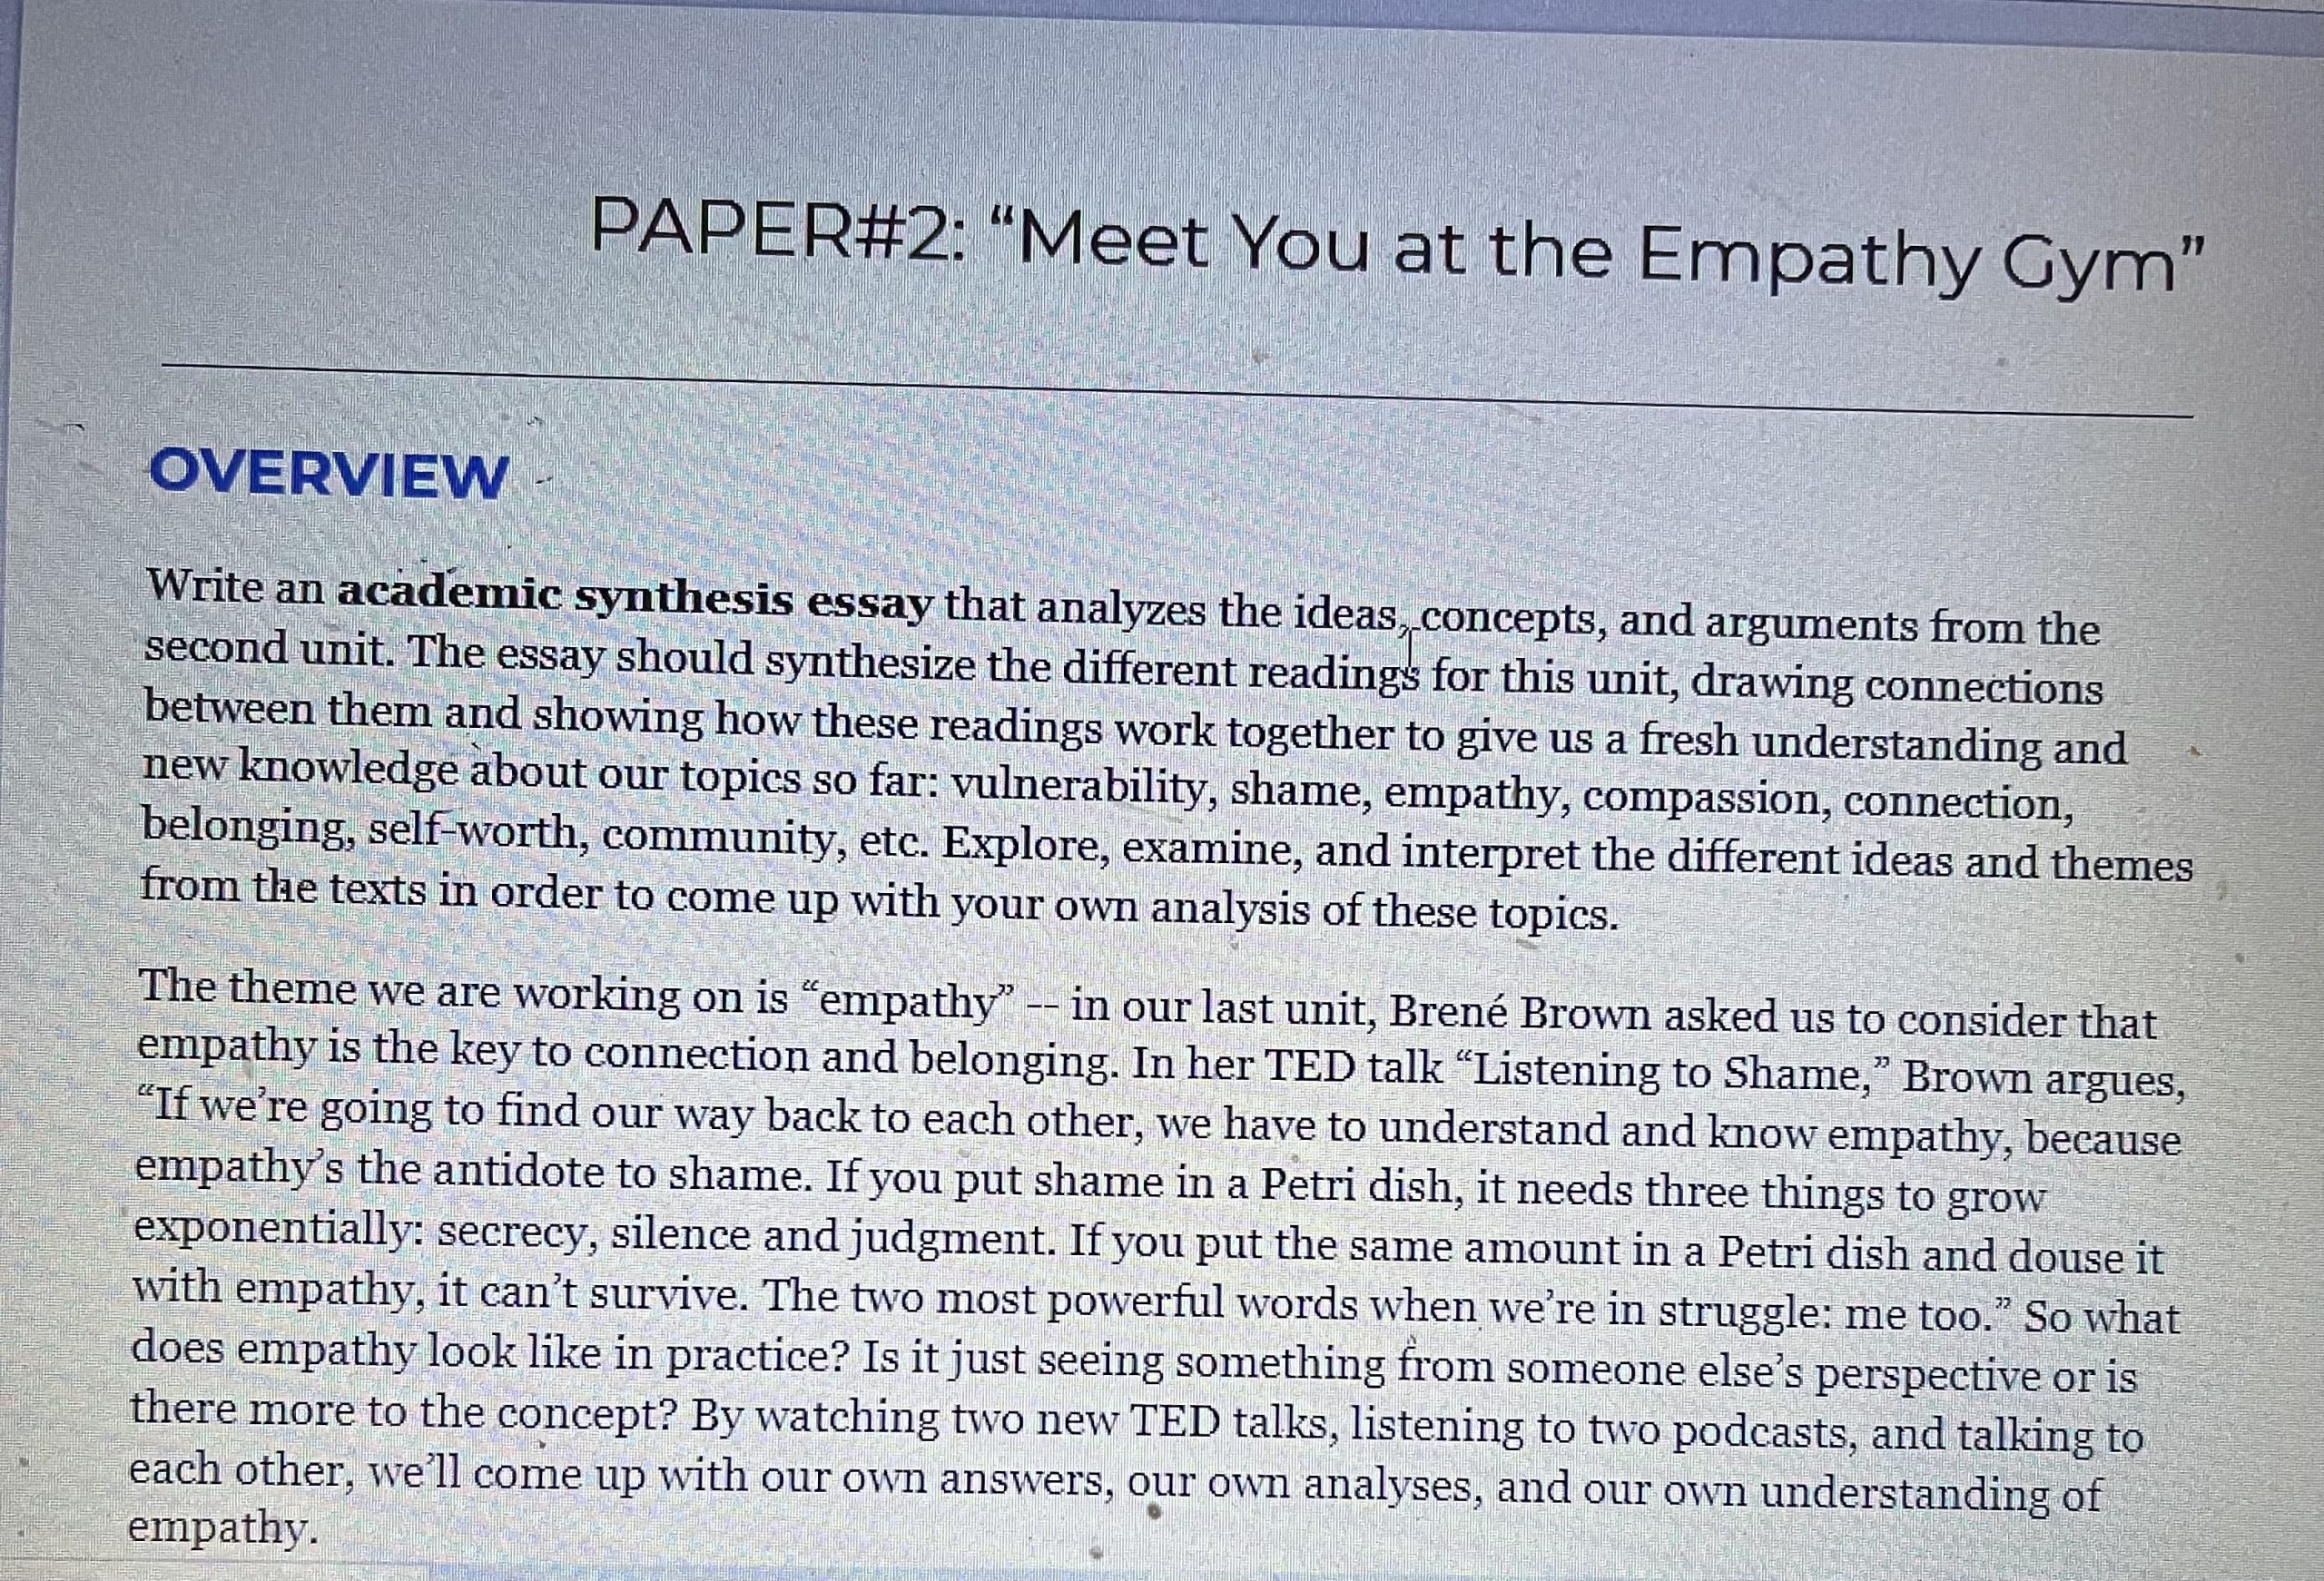 PAPER#2: “Meet You at the Empathy Gym”
OVERVIEW
Write an academic synthesis essay that analyzes the ideas, concepts, and arguments from the
second unit. The essay should synthesize the different readings for this unit, drawing connections
between them and showing how these readings work together to give us a fresh understanding and
new knowledge about our topics so far: vulnerability, shame, empathy, compassion, connection,
belonging, self-worth, community, etc. Explore, examine, and interpret the different ideas and themes
from the texts in order to come up with your own analysis of these topics.
The theme we are working on is “empathy” -- in our last unit, Brené Brown asked us to consider that
empathy is the key to connection and belonging. In her TED talk “Listening to Shame,” Brown argues,
“If we’re going to find our way back to each other, we have to understand and know empathy, because
empathy’s the antidote to shame. If you put shame in a Petri dish, it needs three things to grow
exponentially: secrecy, silence and judgment. If you put the same amount in a Petri dish and douse it
with empathy, it can’t survive. The two most powerful words when we’re in struggle: me too.” So what
does empathy look like in practice? Is it just seeing something from someone else’s perspective or is
there more to the concept? By watching two new TED talks, listening to two podcasts, and talking to
each other, we’ll come up with our own answers, our own analyses, and our own understanding of
empathy.